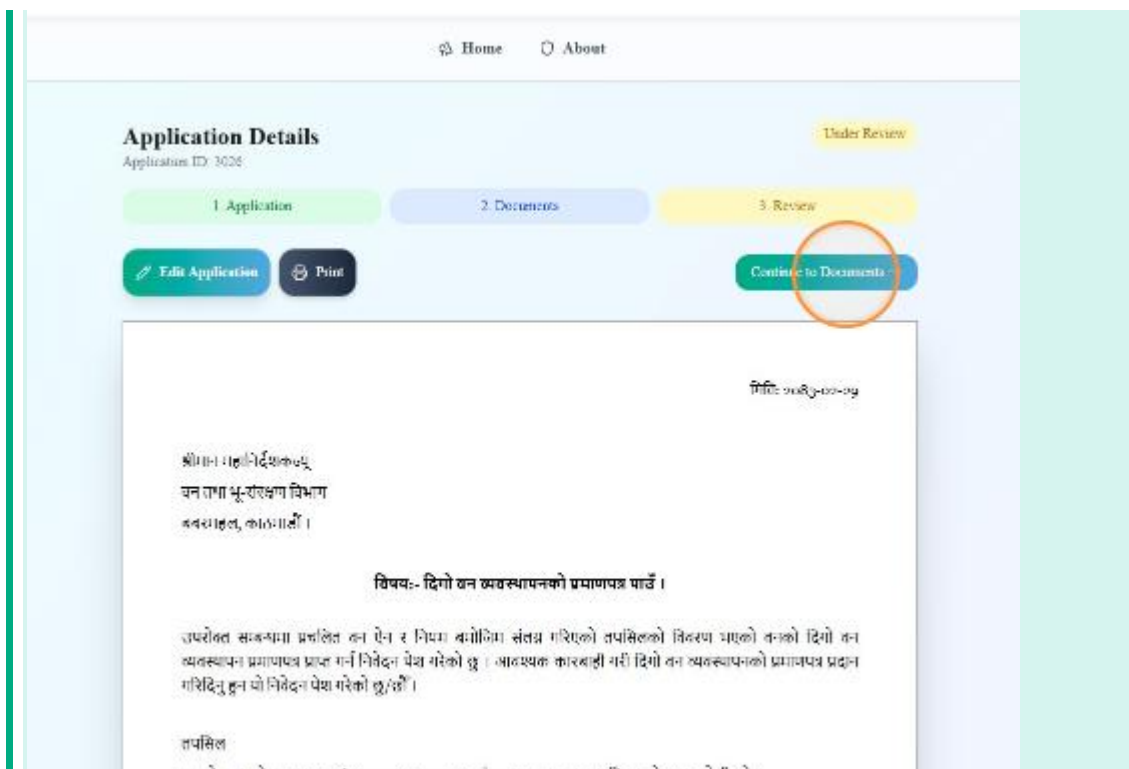 Home About
Application Details
Under Review
Application ID: 3026
1. Application 2. Documents 3. Review
Edit Application Print Continue to Documents
मिति: २०८३-०२-२९
श्रीमान महानिर्देशकज्यू
वन तथा भू-संरक्षण विभाग
बबरमहल, काठमाडौँ ।
विषय:- दिगो वन व्यवस्थापनको प्रमाणपत्र पाउँ ।
उपरोक्त सम्बन्धमा प्रचलित वन ऐन र नियम बमोजिम संलग्न गरिएको तपसिलको विवरण भएको वनको दिगो वन
व्यवस्थापन प्रमाणपत्र प्राप्त गर्न निवेदन पेश गरेको छु । आवश्यक कारबाही गरी दिगो वन व्यवस्थापनको प्रमाणपत्र प्रदान
गरिदिनु हुन यो निवेदन पेश गरेको छु/छौँ ।
तपसिल